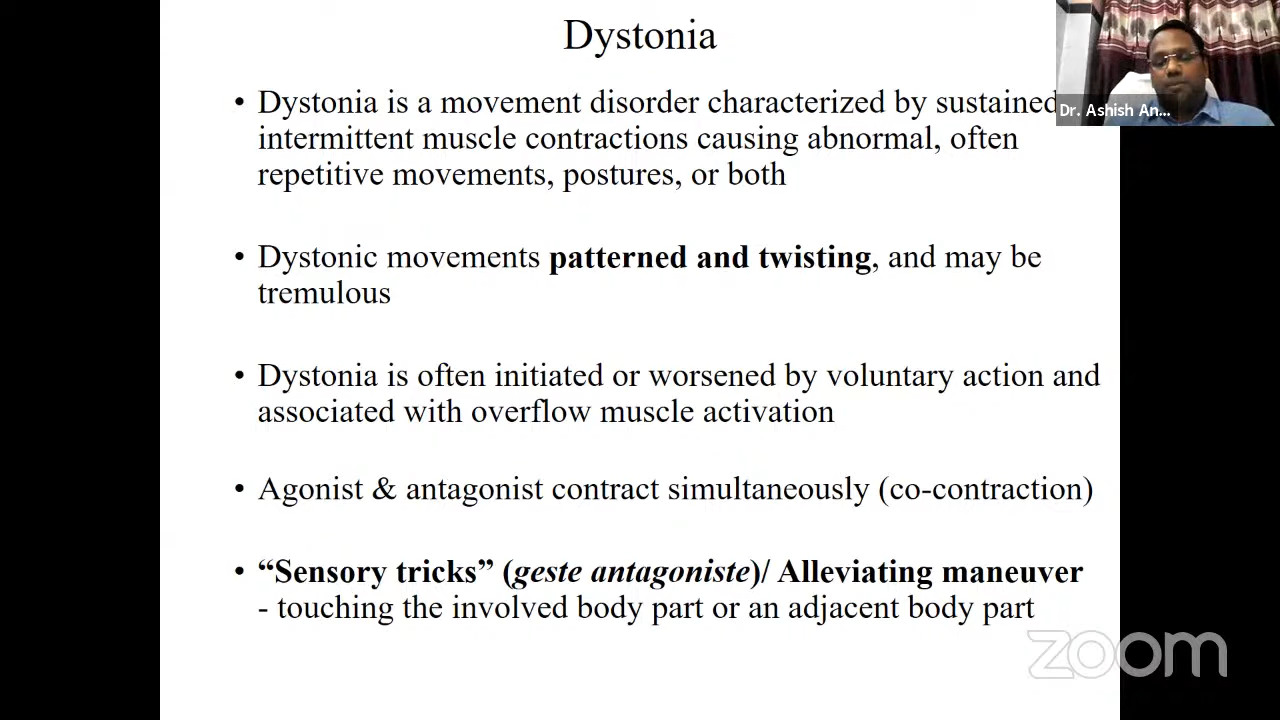 Dystonia
• Dystonia is a movement disorder characterized by sustained
intermittent muscle contractions causing abnormal, often
repetitive movements, postures, or both
• Dystonic movements patterned and twisting, and may be
tremulous
• Dystonia is often initiated or worsened by voluntary action and
associated with overflow muscle activation
• Agonist & antagonist contract simultaneously (co-contraction)
• “Sensory tricks” (geste antagoniste)/ Alleviating maneuver
- touching the involved body part or an adjacent body part
Dr. Ashish An...
zoom